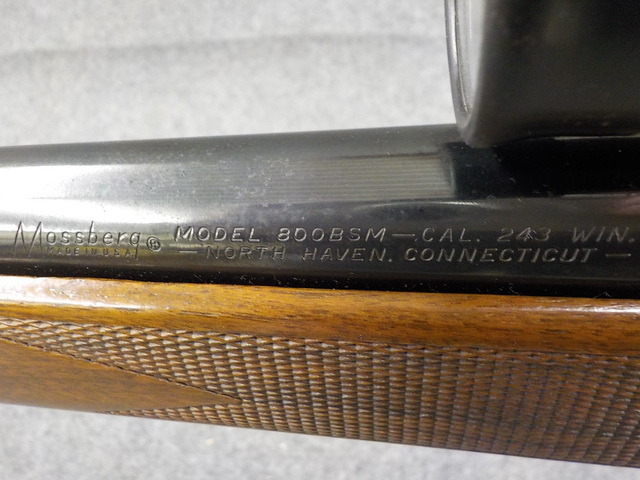 Mossberg ® MODEL 800BSM — CAL. 243 WIN.
MADE IN U.S.A. — NORTH HAVEN, CONNECTICUT —